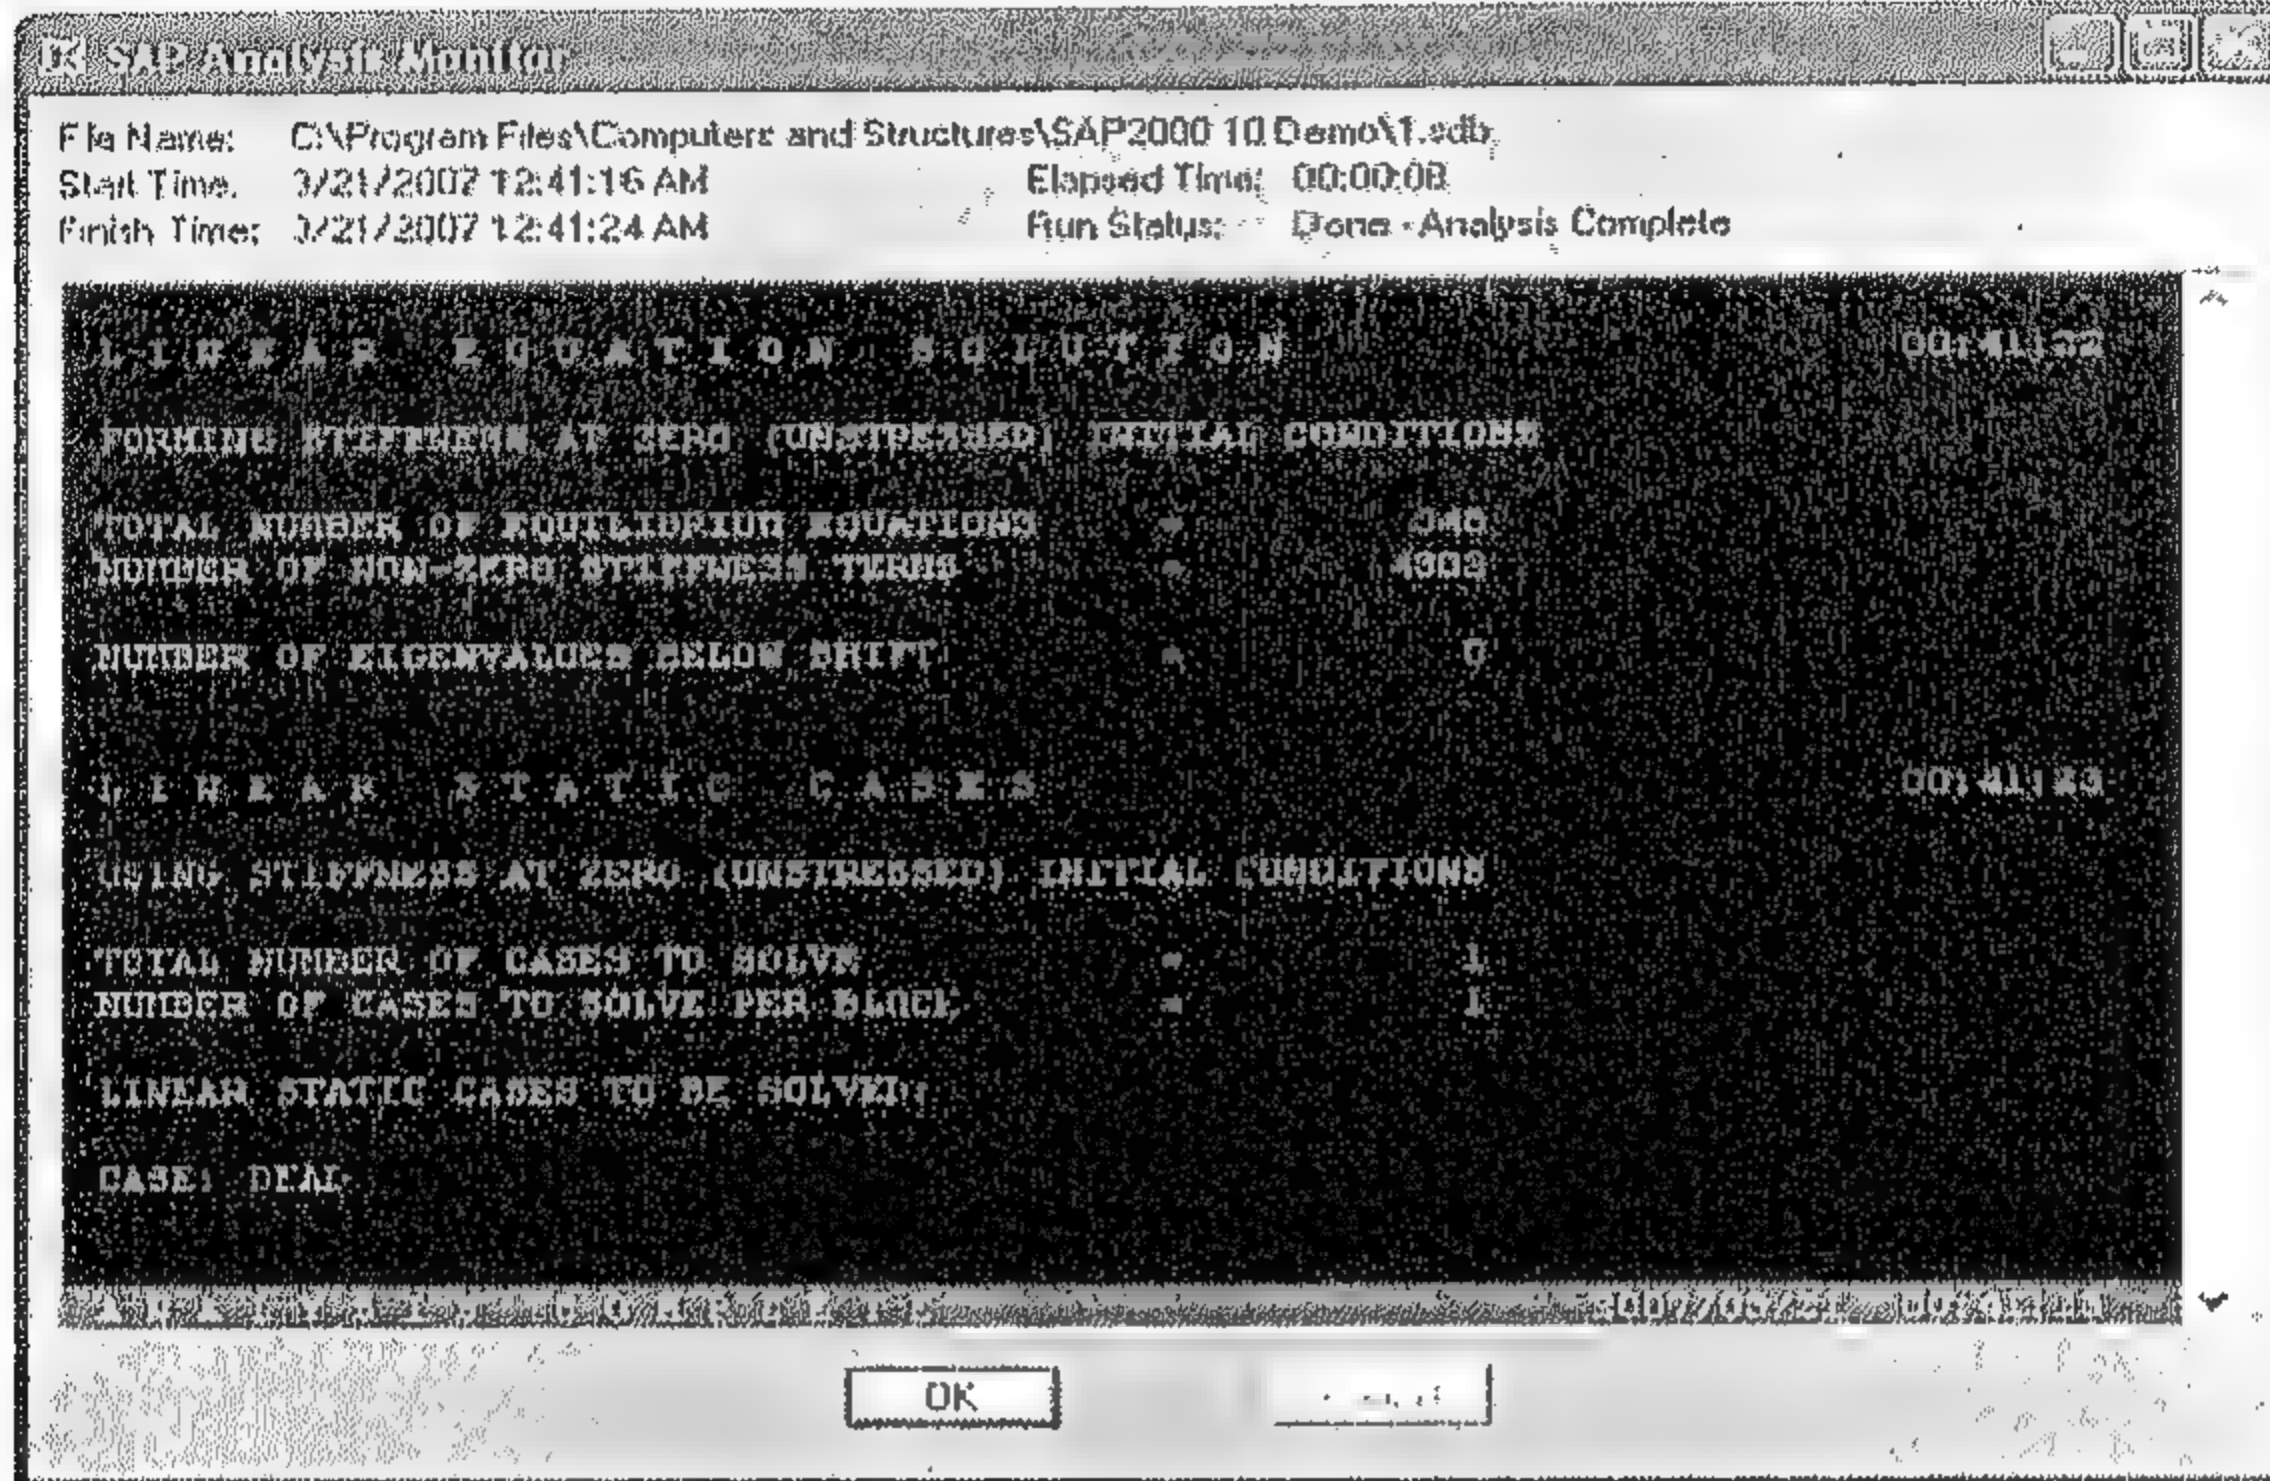 SAP Analysis Monitor
File Name: C:\Program Files\Computers and Structures\SAP2000 10 Demo\1.sdb
Start Time: 3/21/2007 12:41:16 AM Elapsed Time: 00:00:08
Finish Time: 3/21/2007 12:41:24 AM Run Status: Done - Analysis Complete
L I N E A R   E Q U A T I O N   S O L U T I O N
FORMING STIFFNESS AT ZERO (UNSTRESSED) INITIAL CONDITIONS
TOTAL NUMBER OF EQUILIBRIUM EQUATIONS =
NUMBER OF NON-ZERO STIFFNESS TERMS =
NUMBER OF EIGENVALUES BELOW SHIFT = 0
L I N E A R   S T A T I C   C A S E S 00:41:23
USING STIFFNESS AT ZERO (UNSTRESSED) INITIAL CONDITIONS
TOTAL NUMBER OF CASES TO SOLVE = 1
NUMBER OF CASES TO SOLVE PER BLOCK = 1
LINEAR STATIC CASES TO BE SOLVED:
CASE: DEAD
OK